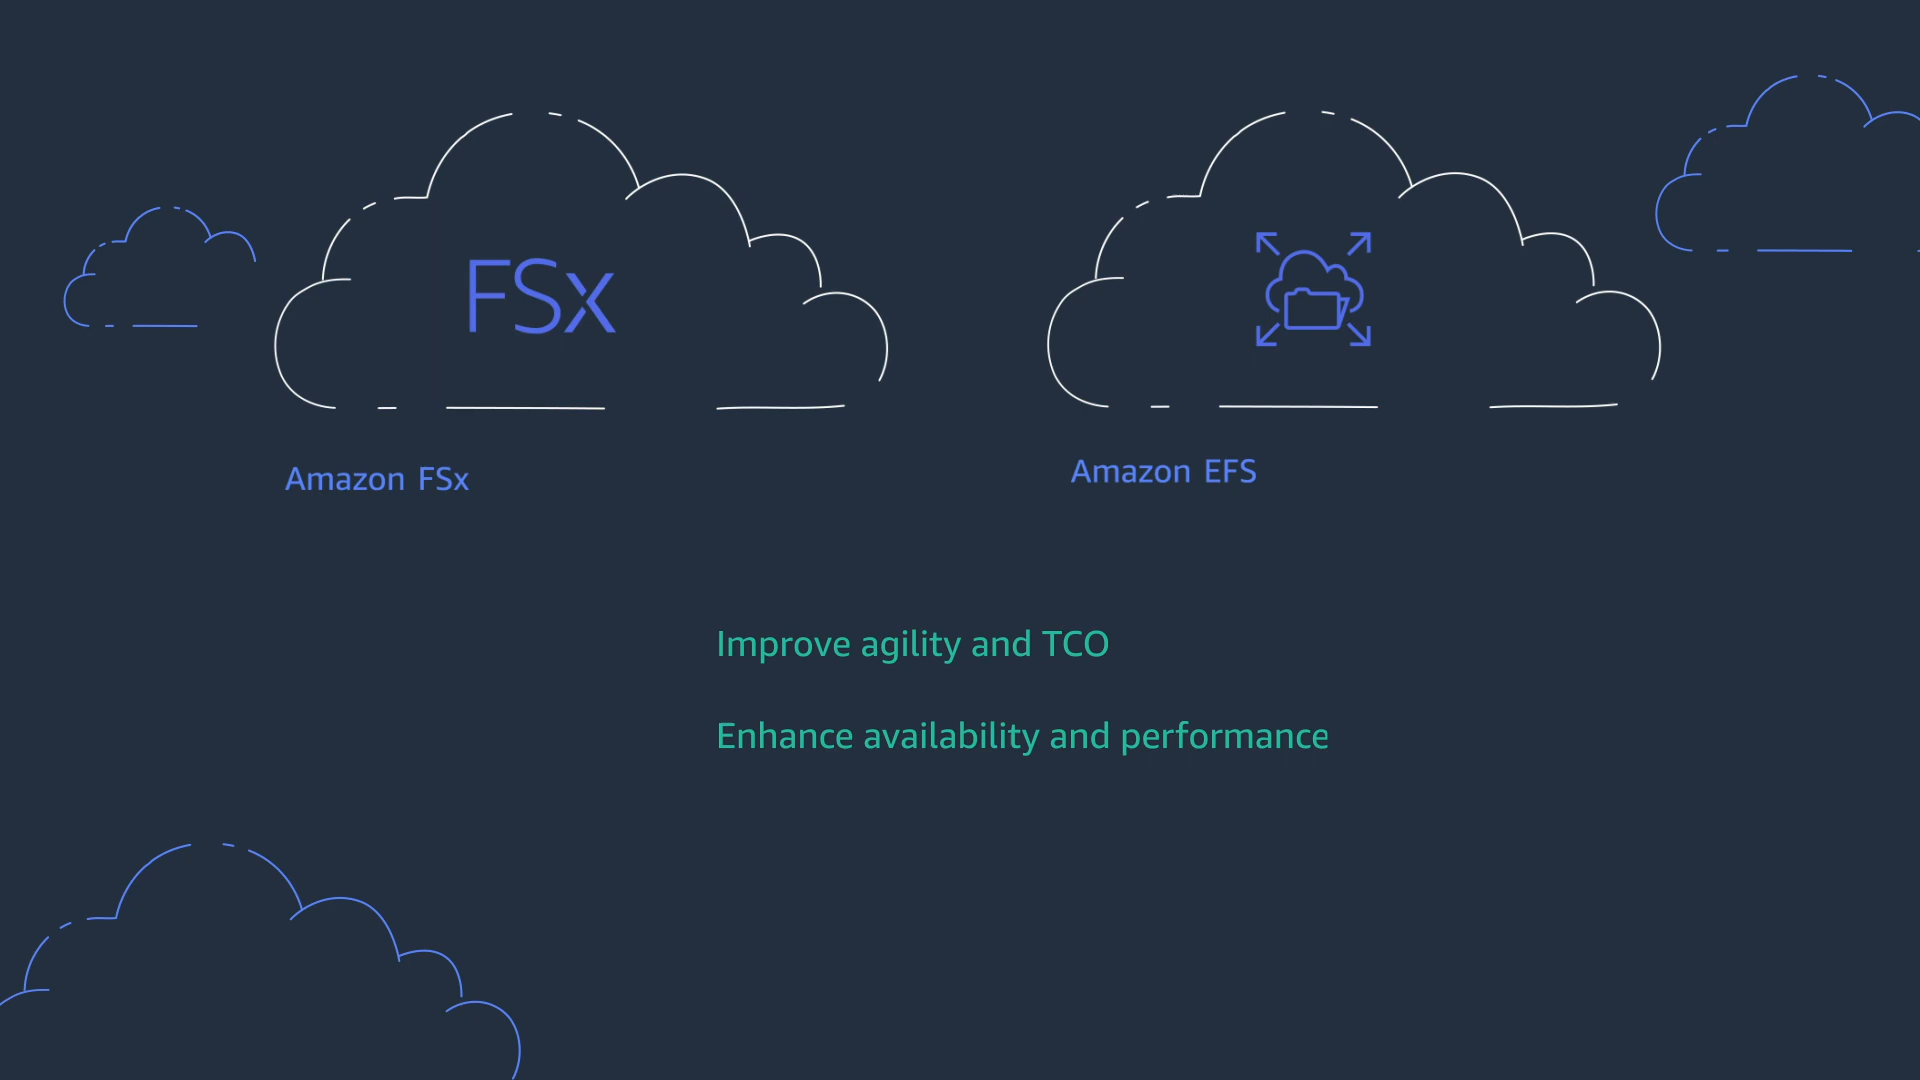 FSx
Amazon FSx
Amazon EFS
Improve agility and TCO
Enhance availability and performance